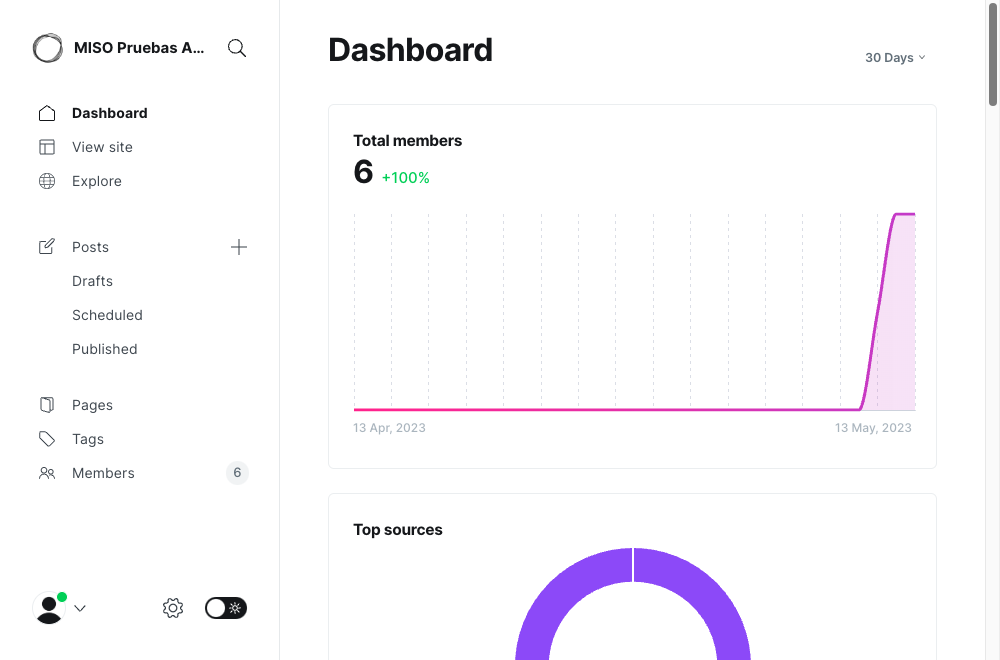 MISO Pruebas A...
Dashboard
View site
Explore
Posts
Drafts
Scheduled
Published
Pages
Tags
Members
6
Dashboard
30 Days
Total members
6 +100%
13 Apr, 2023
13 May, 2023
Top sources